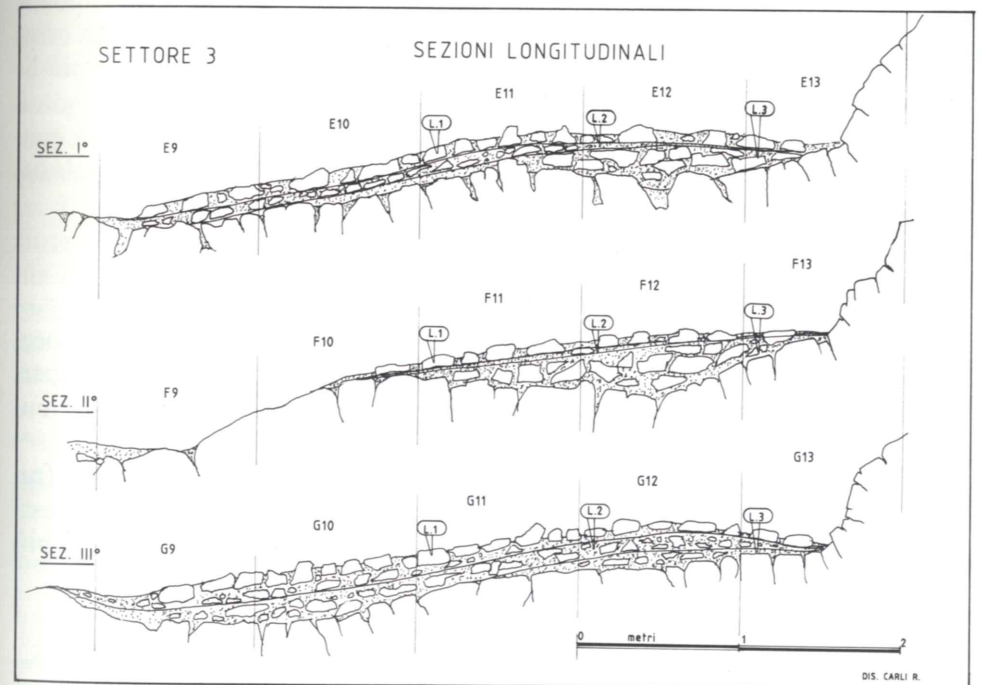 SETTORE 3
SEZIONI LONGITUDINALI
SEZ. I°
E9
E10
E11
E12
E13
L.1
L.2
L.3
SEZ. II°
F9
F10
F11
F12
F13
L.1
L.2
L.3
SEZ. III°
G9
G10
G11
G12
G13
L.1
L.2
L.3
0 metri 1 2
DIS. CARLI R.